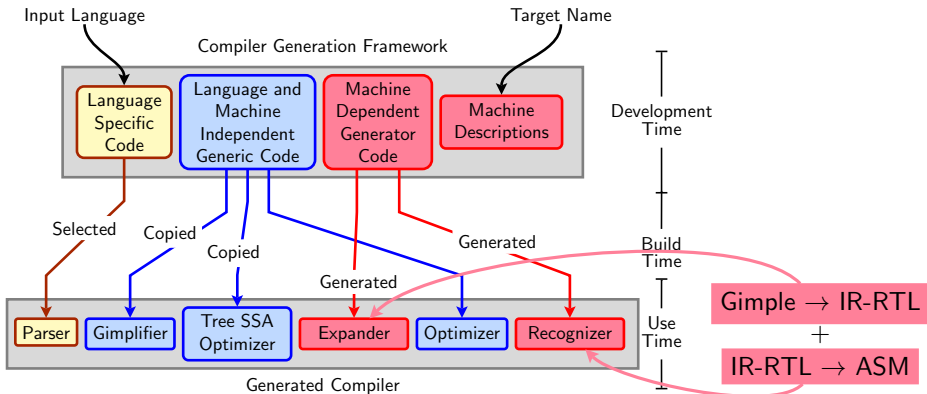 Input Language
Target Name
Compiler Generation Framework
Language
Specific
Code
Language and
Machine
Independent
Generic Code
Machine
Dependent
Generator
Code
Machine
Descriptions
Development
Time
Selected
Copied
Copied
Generated
Generated
Build
Time
Parser
Gimplifier
Tree SSA
Optimizer
Expander
Optimizer
Recognizer
Use
Time
Generated Compiler
Gimple → IR-RTL
+
IR-RTL → ASM